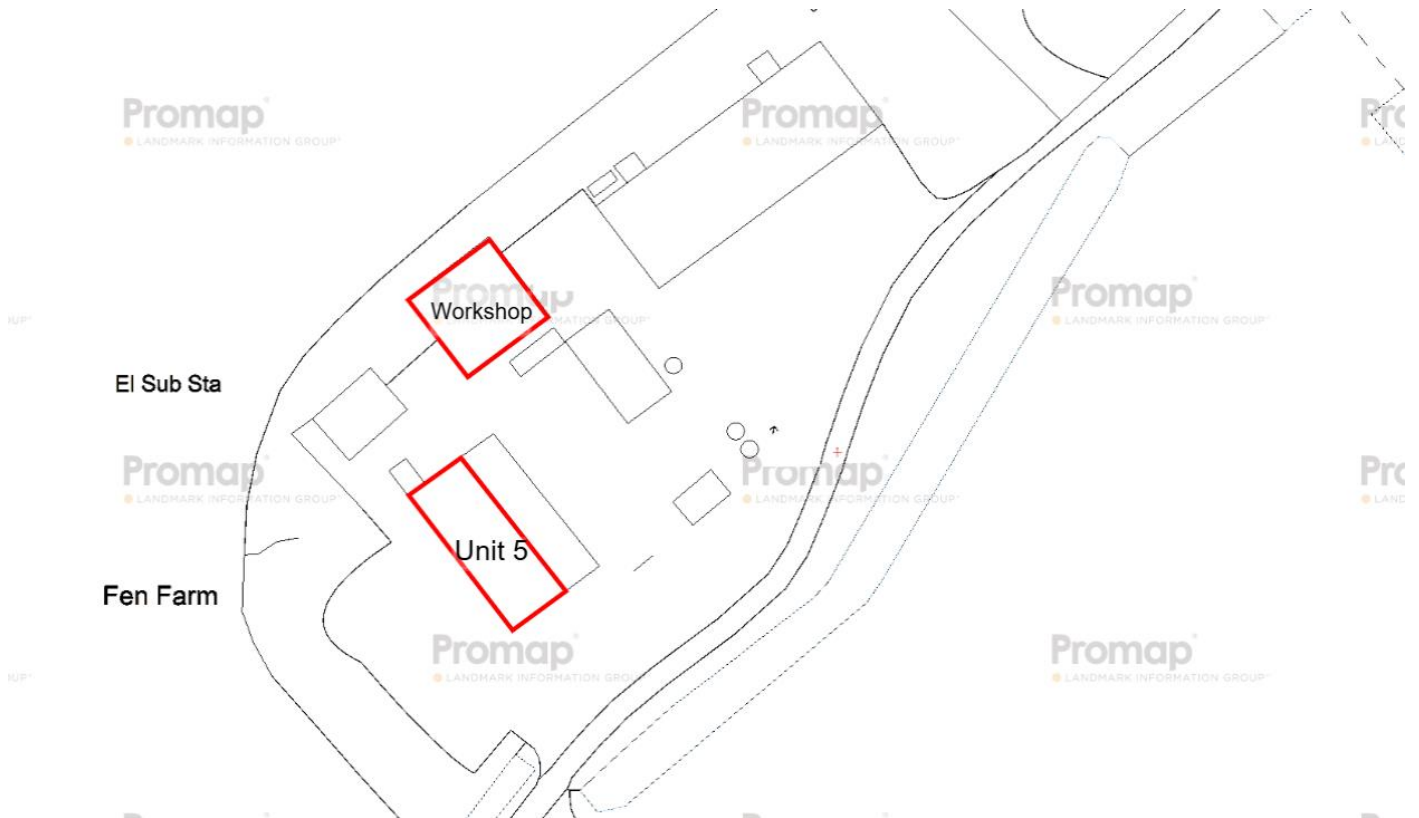 Promap
LANDMARK INFORMATION GROUP
Promap
LANDMARK INFORMATION GROUP
Workshop
Promap
LANDMARK INFORMATION GROUP
El Sub Sta
Promap
LANDMARK INFORMATION GROUP
Promap
LANDMARK INFORMATION GROUP
Unit 5
Fen Farm
Promap
LANDMARK INFORMATION GROUP
Promap
LANDMARK INFORMATION GROUP